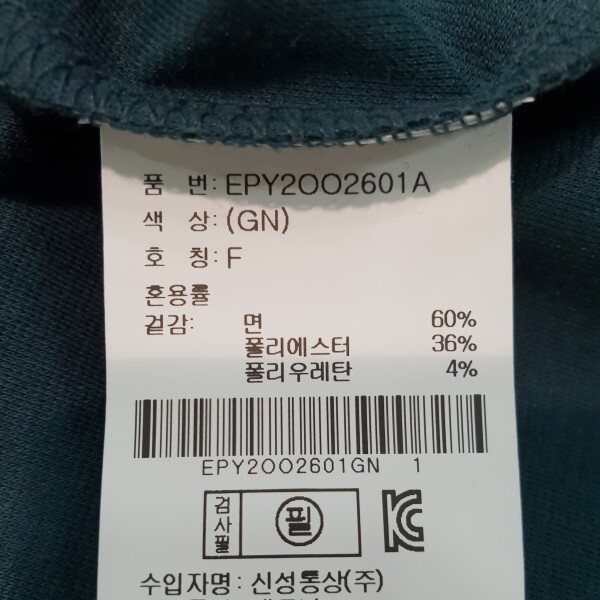 품 번: EPY2OO2601A
색 상: (GN)
호 칭: F
혼용률
겉감: 면 60%
폴리에스터 36%
폴리우레탄 4%
EPY2OO2601GN 1
검사필 필
수입자명 : 신성통상(주)